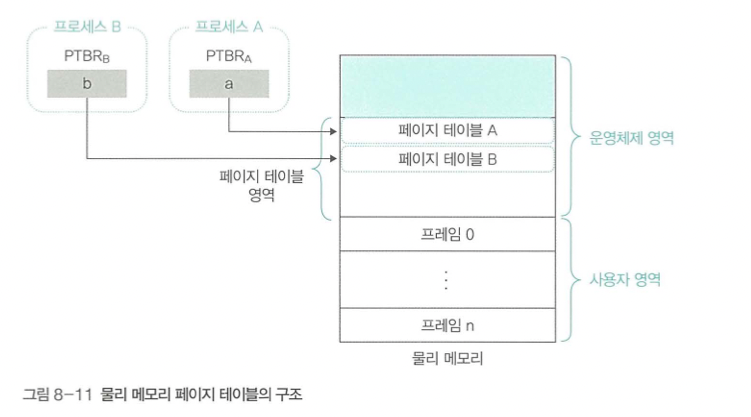 프로세스 B
프로세스 A
PTBRB
PTBRA
b
a
페이지 테이블 A
페이지 테이블 B
운영체제 영역
페이지 테이블
영역
프레임 0
⋮
사용자 영역
프레임 n
물리 메모리
그림 8-11 물리 메모리 페이지 테이블의 구조